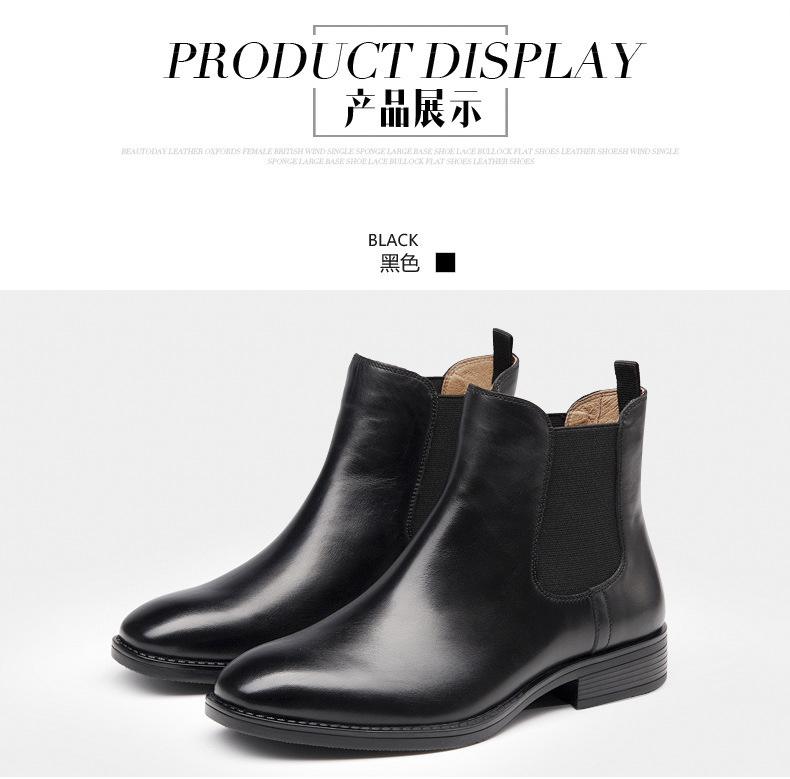 PRODUCT DISPLAY
产品展示
BEAUTODAY LEATHER OXFORDS FEMALE BRITISH WIND SINGLE SPONGE LARGE BASE SHOE LACE BULLOCK FLAT SHOES LEATHER SHOESH WIND SINGLE
SPONGE LARGE BASE SHOE LACE BULLOCK FLAT SHOES LEATHER SHOES
BLACK
黑色